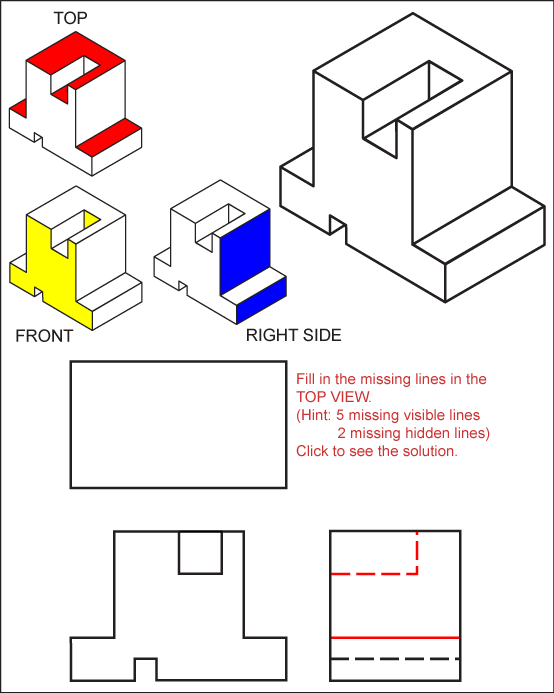 TOP
FRONT
RIGHT SIDE
Fill in the missing lines in the
TOP VIEW.
(Hint: 5 missing visible lines
2 missing hidden lines)
Click to see the solution.